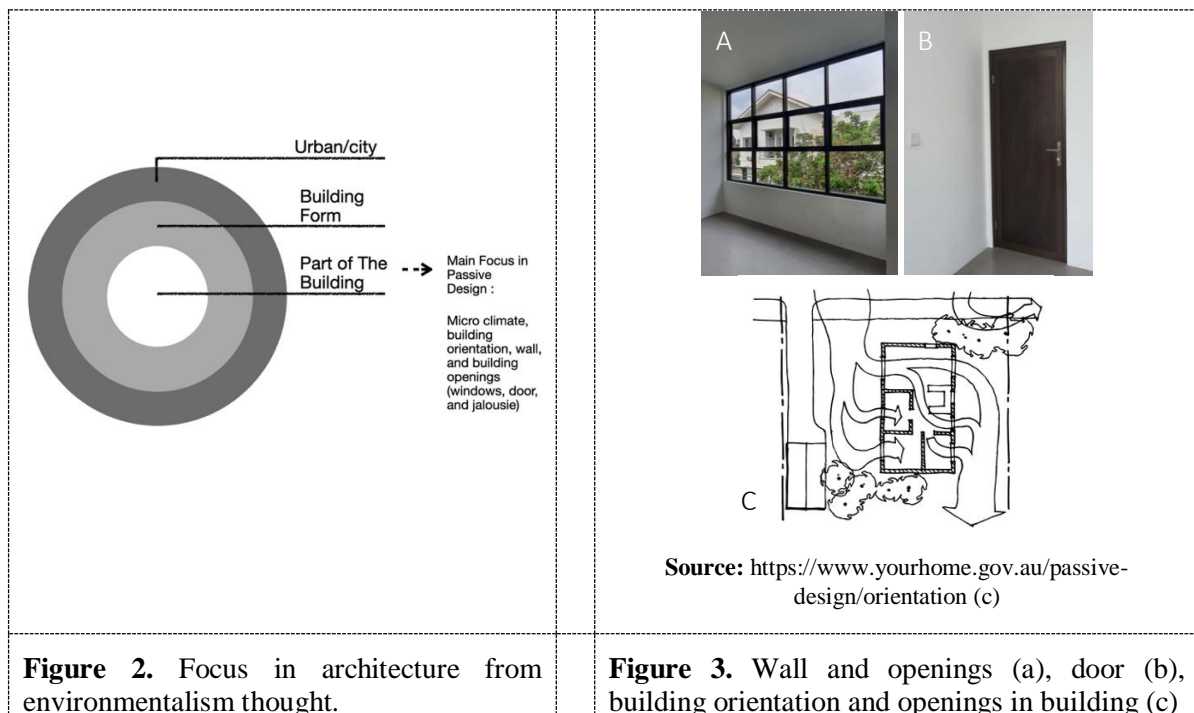 Urban/city
Building
Form
Part of The
Building
Main Focus in
Passive
Design :
Micro climate,
building
orientation, wall,
and building
openings
(windows, door,
and jalousie)
Figure 2. Focus in architecture from
environmentalism thought.
A
B
C
Source: https://www.yourhome.gov.au/passive-
design/orientation (c)
Figure 3. Wall and openings (a), door (b),
building orientation and openings in building (c)